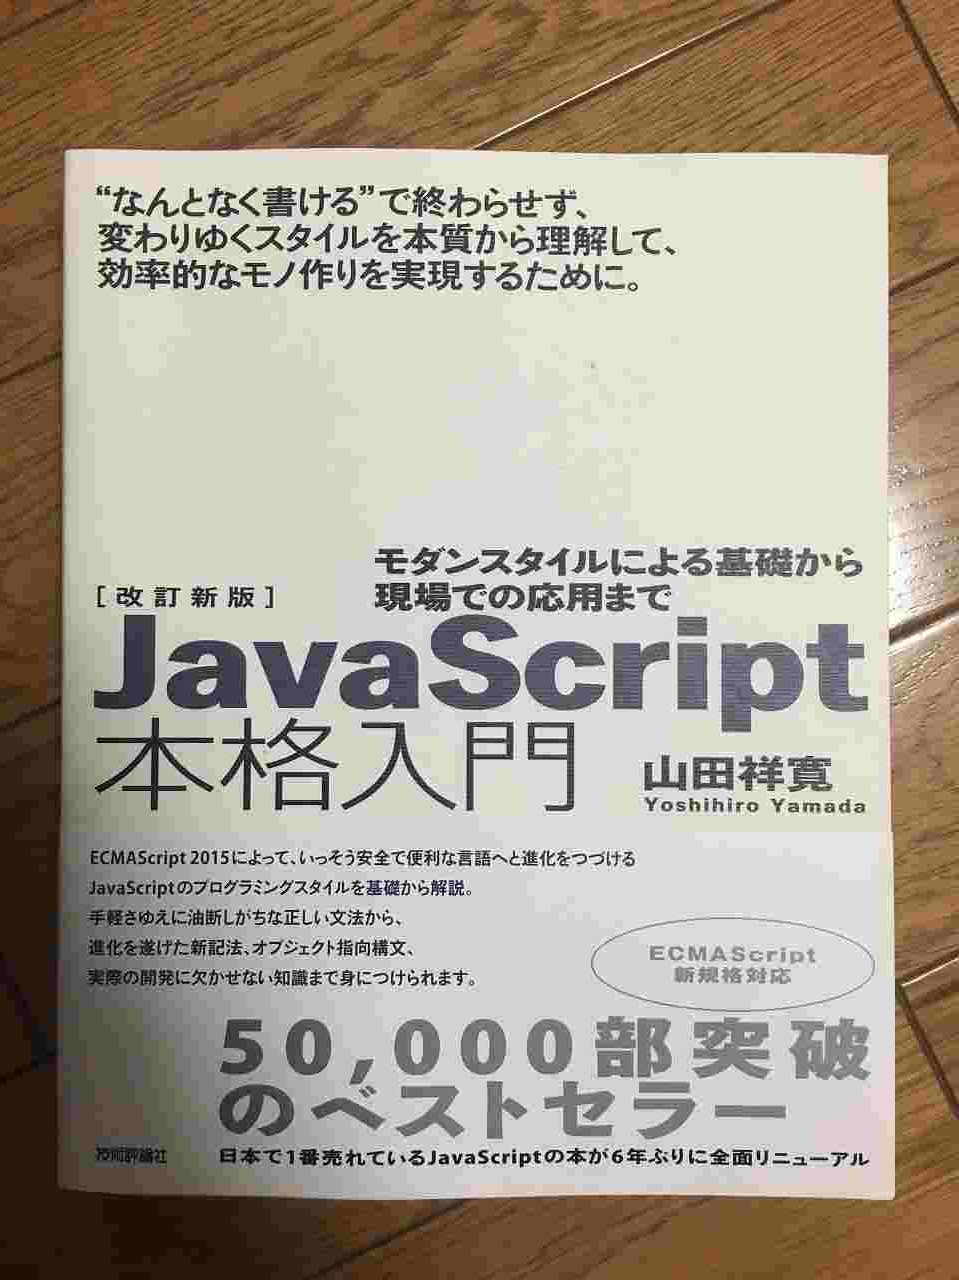 “なんとなく書ける”で終わらせず、
変わりゆくスタイルを本質から理解して、
効率的なモノ作りを実現するために。
モダンスタイルによる基礎から
現場での応用まで
[改訂新版]
JavaScript
本格入門
山田祥寛
Yoshihiro Yamada
ECMAScript 2015によって、いっそう安全で便利な言語へと進化をつづける
JavaScriptのプログラミングスタイルを基礎から解説。
手軽さゆえに油断しがちな正しい文法から、
進化を遂げた新記法、オブジェクト指向構文、
実際の開発に欠かせない知識まで身につけられます。
ECMAScript
新規格対応
50,000部突破
のベストセラー
技術評論社
日本で1番売れているJavaScriptの本が6年ぶりに全面リニューアル